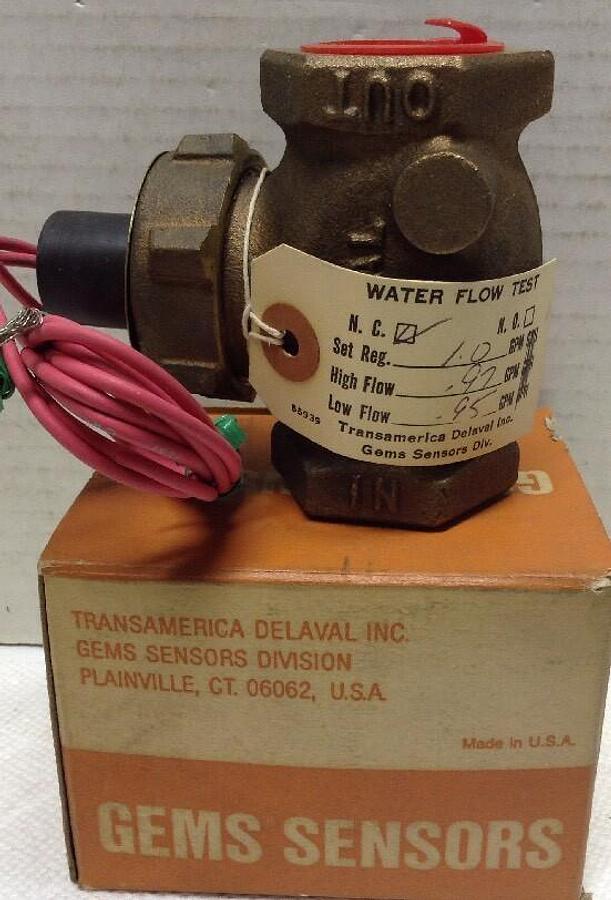 OUT
WATER FLOW TEST
N. C. ☑ N. O. ☐
Set Reg. 1.0 GPM
High Flow .97 GPM
Low Flow .95 GPM
B8939
Transamerica Delaval Inc.
Gems Sensors Div.
IN
TRANSAMERICA DELAVAL INC.
GEMS SENSORS DIVISION
PLAINVILLE, CT. 06062, U.S.A.
Made in U.S.A.
GEMS SENSORS